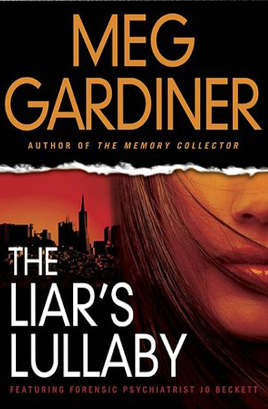 MEG
GARDINER
AUTHOR OF THE MEMORY COLLECTOR
THE
LIAR'S
LULLABY
FEATURING FORENSIC PSYCHIATRIST JO BECKETT